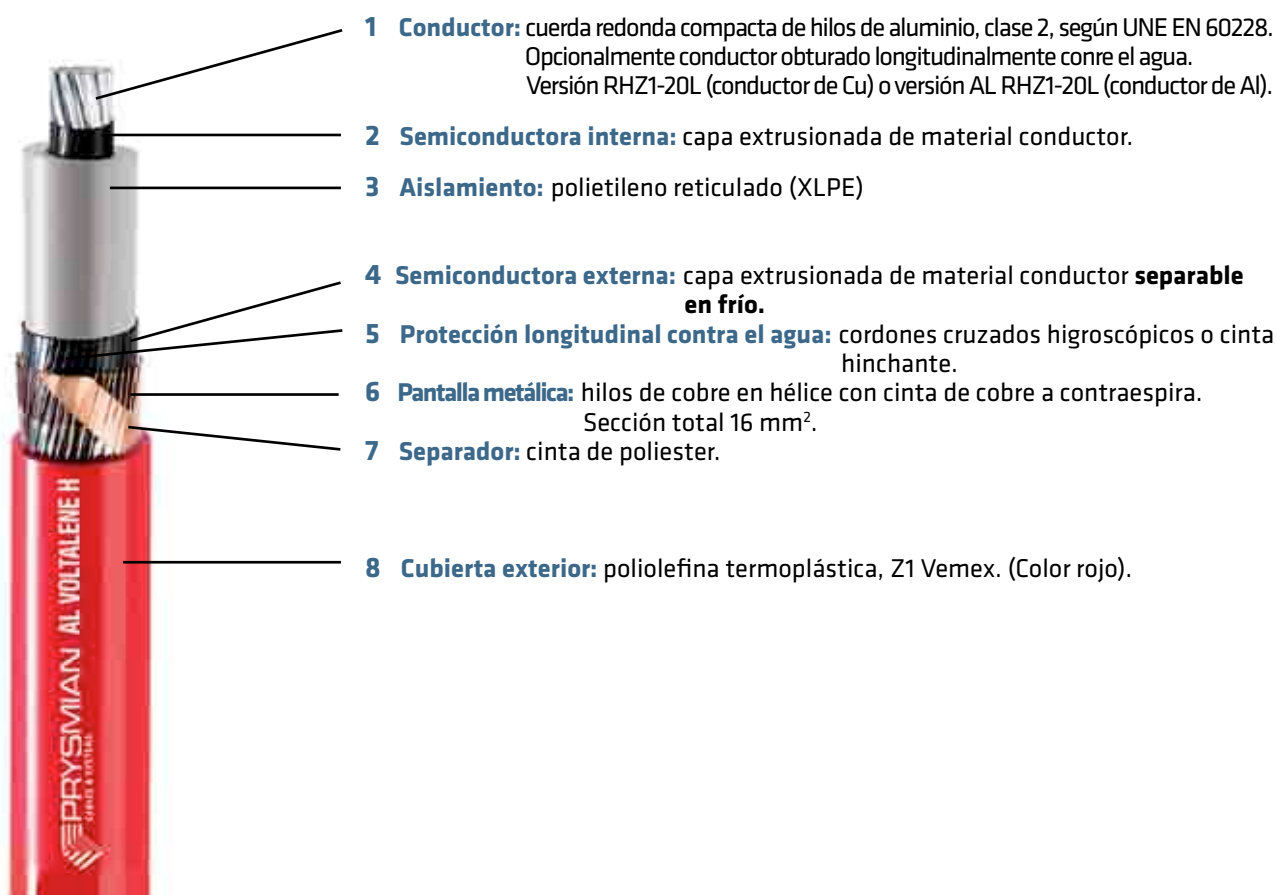 1 Conductor: cuerda redonda compacta de hilos de aluminio, clase 2, según UNE EN 60228.
Opcionalmente conductor obturado longitudinalmente conre el agua.
Versión RHZ1-20L (conductor de Cu) o versión AL RHZ1-20L (conductor de Al).
2 Semiconductora interna: capa extrusionada de material conductor.
3 Aislamiento: polietileno reticulado (XLPE)
4 Semiconductora externa: capa extrusionada de material conductor separable
en frío.
5 Protección longitudinal contra el agua: cordones cruzados higroscópicos o cinta
hinchante.
6 Pantalla metálica: hilos de cobre en hélice con cinta de cobre a contraespira.
Sección total 16 mm².
7 Separador: cinta de poliester.
8 Cubierta exterior: poliolefina termoplástica, Z1 Vemex. (Color rojo).
PRYSMIAN AL VOLTALENE H
CABLES & SYSTEMS